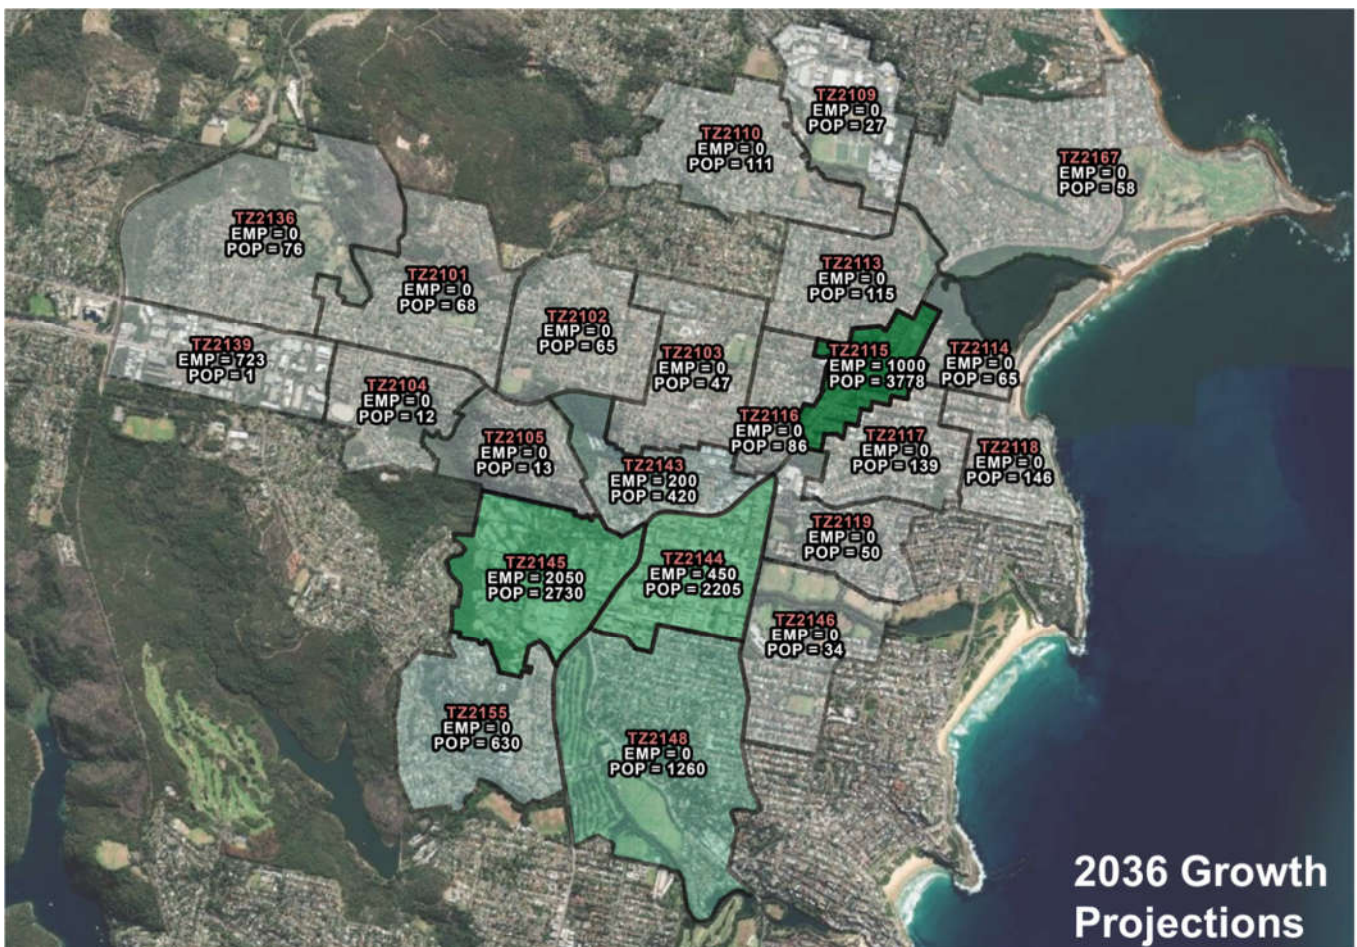 TZ2109
EMP = 0
POP = 27
TZ2110
EMP = 0
POP = 111
TZ2167
EMP = 0
POP = 58
TZ2136
EMP = 0
POP = 76
TZ2101
EMP = 0
POP = 68
TZ2113
EMP = 0
POP = 115
TZ2102
EMP = 0
POP = 65
TZ2139
EMP = 723
POP = 1
TZ2103
EMP = 0
POP = 47
TZ2115
EMP = 1000
POP = 3778
TZ2114
EMP = 0
POP = 65
TZ2104
EMP = 0
POP = 12
TZ2116
EMP = 0
POP = 86
TZ2105
EMP = 0
POP = 13
TZ2117
EMP = 0
POP = 139
TZ2118
EMP = 0
POP = 146
TZ2143
EMP = 200
POP = 420
TZ2119
EMP = 0
POP = 50
TZ2145
EMP = 2050
POP = 2730
TZ2144
EMP = 450
POP = 2205
TZ2146
EMP = 0
POP = 34
TZ2155
EMP = 0
POP = 630
TZ2148
EMP = 0
POP = 1260
2036 Growth
Projections